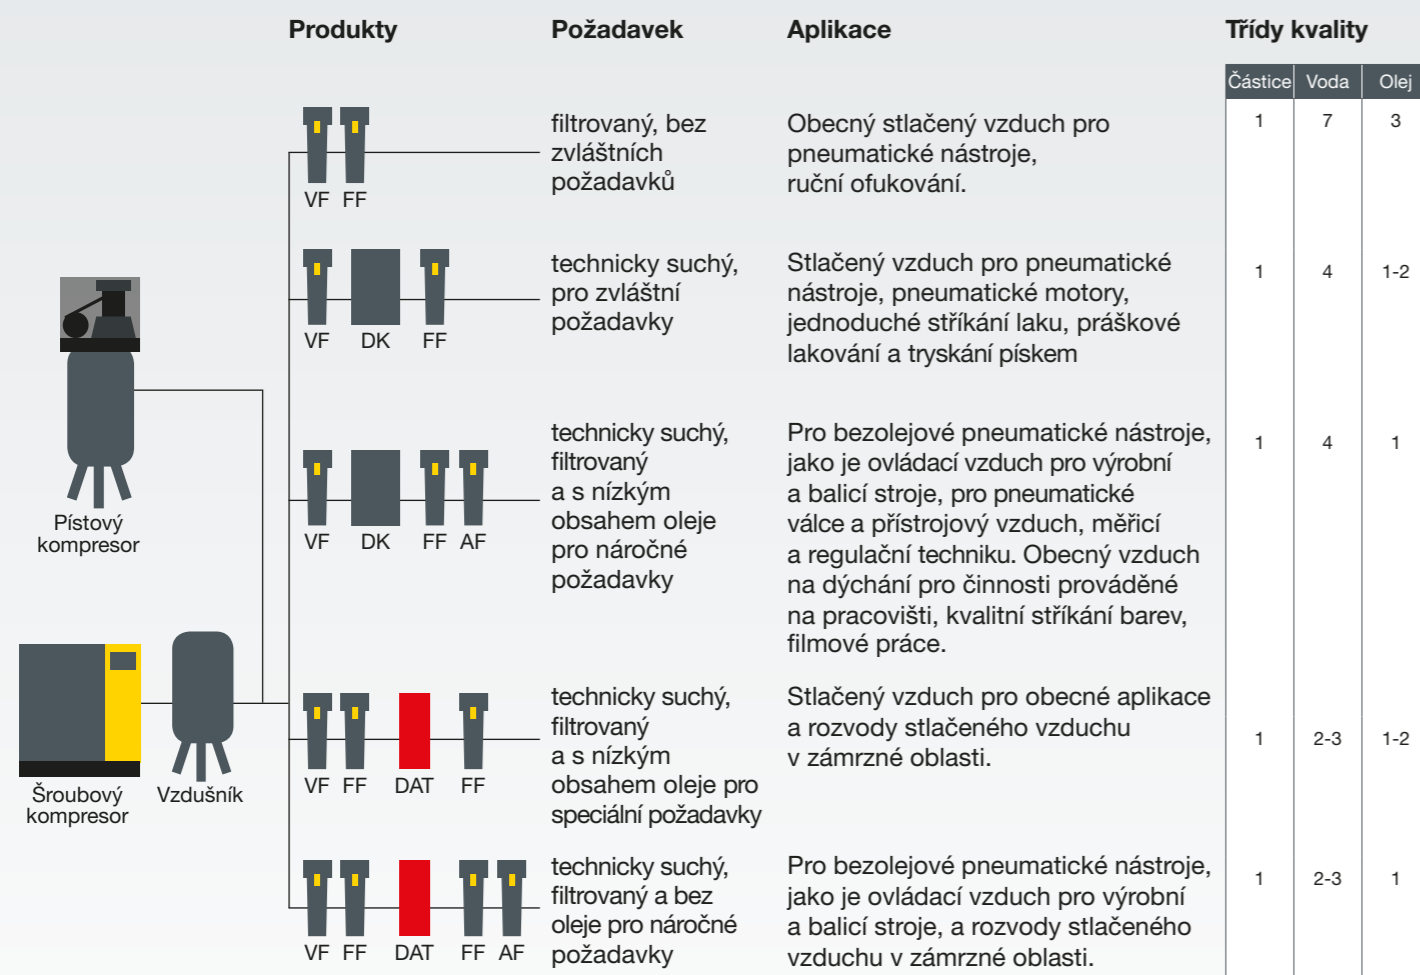 Produkty
Požadavek
Aplikace
Třídy kvality
Částice
Voda
Olej
VF FF
filtrovaný, bez
zvláštních
požadavků
Obecný stlačený vzduch pro
pneumatické nástroje,
ruční ofukování.
1 7 3
VF DK FF
technicky suchý,
pro zvláštní
požadavky
Stlačený vzduch pro pneumatické
nástroje, pneumatické motory,
jednoduché stříkání laku, práškové
lakování a tryskání pískem
1 4 1-2
Pístový
kompresor
VF DK FF AF
technicky suchý,
filtrovaný
a s nízkým
obsahem oleje
pro náročné
požadavky
Pro bezolejové pneumatické nástroje,
jako je ovládací vzduch pro výrobní
a balicí stroje, pro pneumatické
válce a přístrojový vzduch, měřicí
a regulační techniku. Obecný vzduch
na dýchání pro činnosti prováděné
na pracovišti, kvalitní stříkání barev,
filmové práce.
1 4 1
Šroubový
kompresor
Vzdušník
VF FF DAT FF
technicky suchý,
filtrovaný
a s nízkým
obsahem oleje pro
speciální požadavky
Stlačený vzduch pro obecné aplikace
a rozvody stlačeného vzduchu
v zámrzné oblasti.
1 2-3 1-2
VF FF DAT FF AF
technicky suchý,
filtrovaný a bez
oleje pro náročné
požadavky
Pro bezolejové pneumatické nástroje,
jako je ovládací vzduch pro výrobní
a balicí stroje, a rozvody stlačeného
vzduchu v zámrzné oblasti.
1 2-3 1